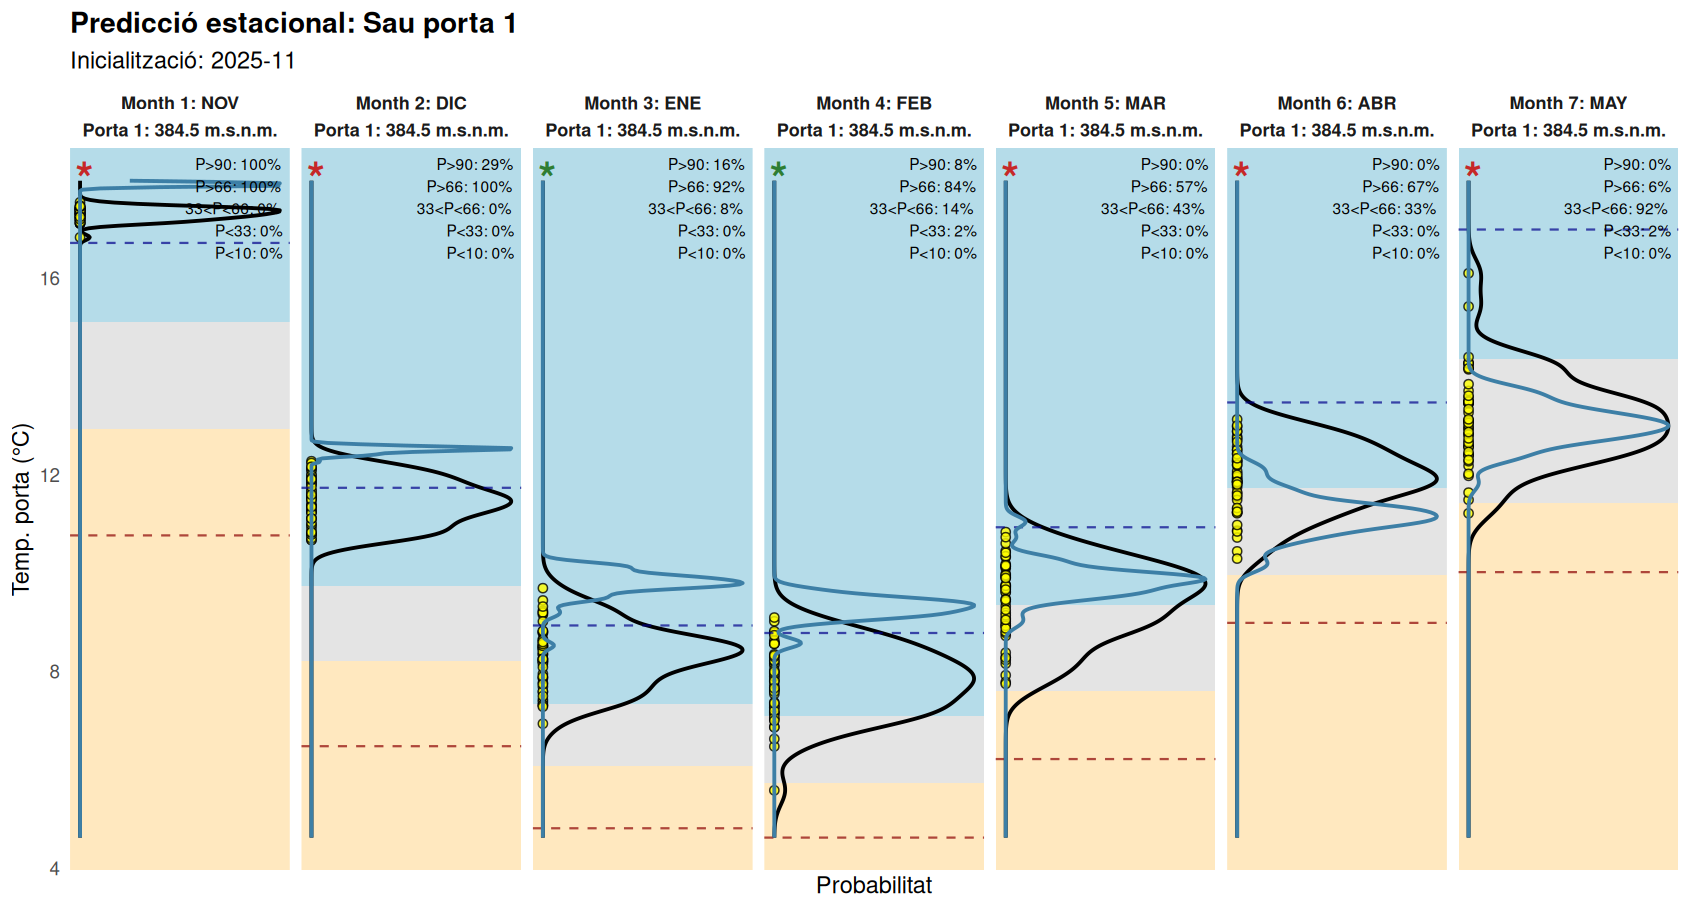 Predicció estacional: Sau porta 1
Inicialització: 2025-11
Month 1: NOV
Porta 1: 384.5 m.s.n.m.
Month 2: DIC
Porta 1: 384.5 m.s.n.m.
Month 3: ENE
Porta 1: 384.5 m.s.n.m.
Month 4: FEB
Porta 1: 384.5 m.s.n.m.
Month 5: MAR
Porta 1: 384.5 m.s.n.m.
Month 6: ABR
Porta 1: 384.5 m.s.n.m.
Month 7: MAY
Porta 1: 384.5 m.s.n.m.
*
P>90: 100%
P>66: 100%
33<P<66: 0%
P<33: 0%
P<10: 0%
*
P>90: 29%
P>66: 100%
33<P<66: 0%
P<33: 0%
P<10: 0%
*
P>90: 16%
P>66: 92%
33<P<66: 8%
P<33: 0%
P<10: 0%
*
P>90: 8%
P>66: 84%
33<P<66: 14%
P<33: 2%
P<10: 0%
*
P>90: 0%
P>66: 57%
33<P<66: 43%
P<33: 0%
P<10: 0%
*
P>90: 0%
P>66: 67%
33<P<66: 33%
P<33: 0%
P<10: 0%
*
P>90: 0%
P>66: 6%
33<P<66: 92%
P<33: 2%
P<10: 0%
16
12
8
4
Temp. porta (°C)
Probabilitat